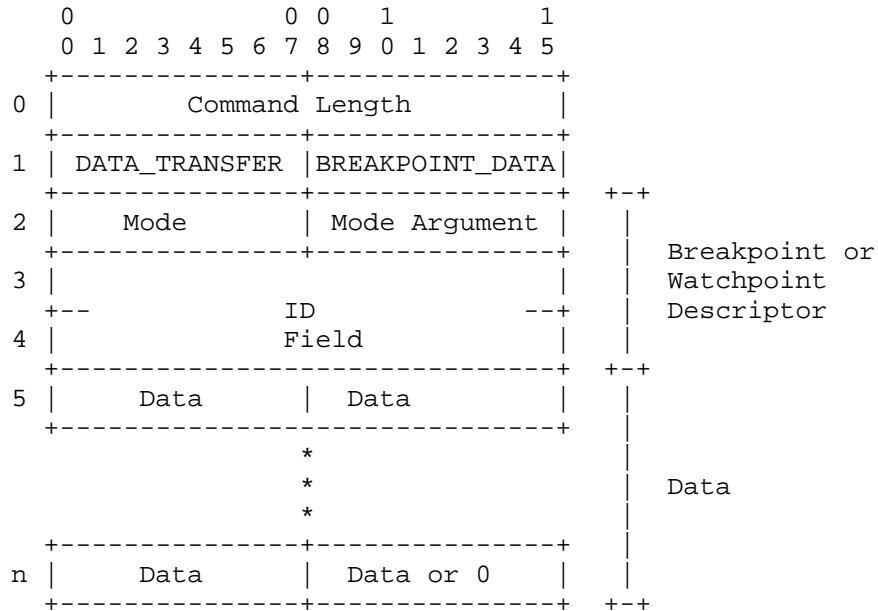 0 0 0 1 1
0 1 2 3 4 5 6 7 8 9 0 1 2 3 4 5
+---------------+---------------+
0 | Command Length |
+---------------+---------------+
1 | DATA_TRANSFER |BREAKPOINT_DATA|
+---------------+---------------+ +-+
2 | Mode | Mode Argument | |
+---------------+---------------+ | Breakpoint or
3 | | | Watchpoint
+-- ID --+ | Descriptor
4 | Field | |
+-------------------------------+ +-+
5 | Data | Data | |
+-------------------------------+ |
* |
* | Data
* |
+---------------+---------------+ |
n | Data | Data or 0 | |
+---------------+---------------+ +-+